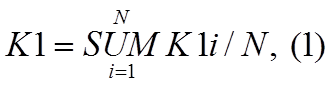 N
K1 = SUM K1i / N, (1)
i=1